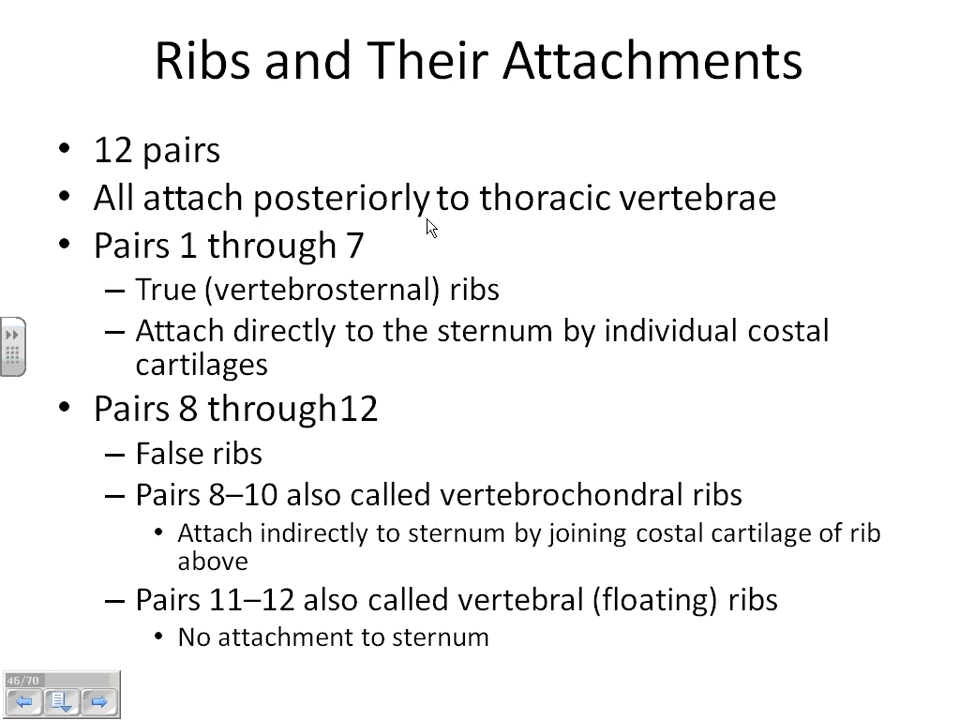 Ribs and Their Attachments
• 12 pairs
• All attach posteriorly to thoracic vertebrae
• Pairs 1 through 7
– True (vertebrosternal) ribs
– Attach directly to the sternum by individual costal
cartilages
• Pairs 8 through12
– False ribs
– Pairs 8–10 also called vertebrochondral ribs
• Attach indirectly to sternum by joining costal cartilage of rib
above
– Pairs 11–12 also called vertebral (floating) ribs
• No attachment to sternum
46/70